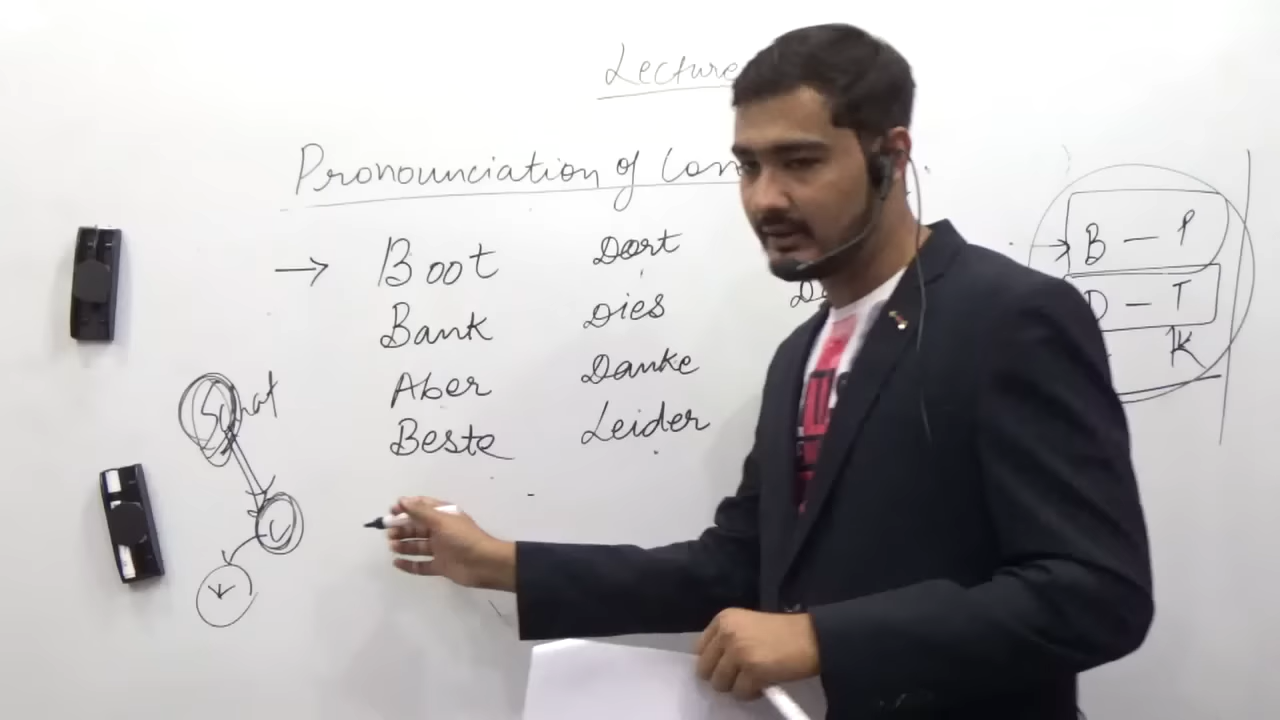 Lecture
Pronounciation of Con
Boot Dort
Bank Dies
Aber Danke
Beste Leider
B — P
D — T
K